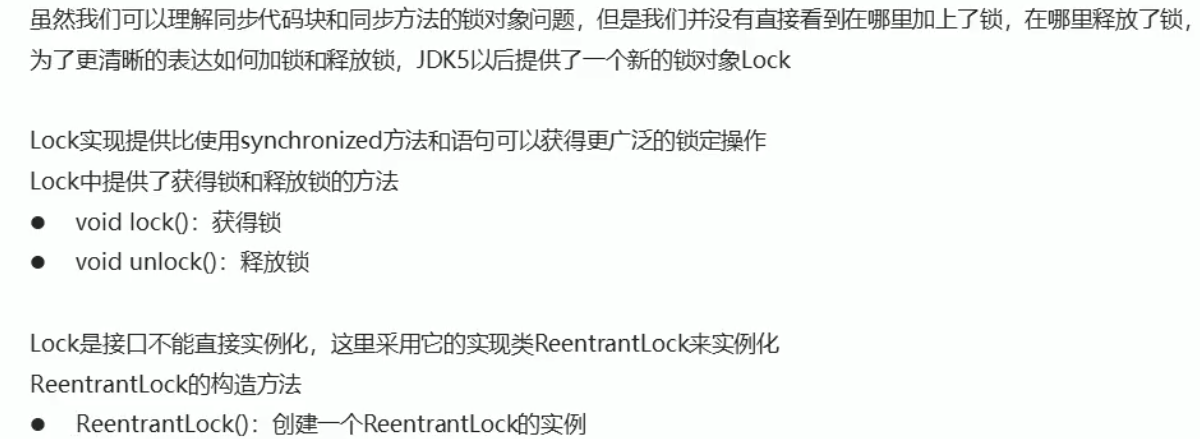 虽然我们可以理解同步代码块和同步方法的锁对象问题，但是我们并没有直接看到在哪里加上了锁，在哪里释放了锁，
为了更清晰的表达如何加锁和释放锁，JDK5以后提供了一个新的锁对象Lock
Lock实现提供比使用synchronized方法和语句可以获得更广泛的锁定操作
Lock中提供了获得锁和释放锁的方法
● void lock()：获得锁
● void unlock()：释放锁
Lock是接口不能直接实例化，这里采用它的实现类ReentrantLock来实例化
ReentrantLock的构造方法
● ReentrantLock()：创建一个ReentrantLock的实例